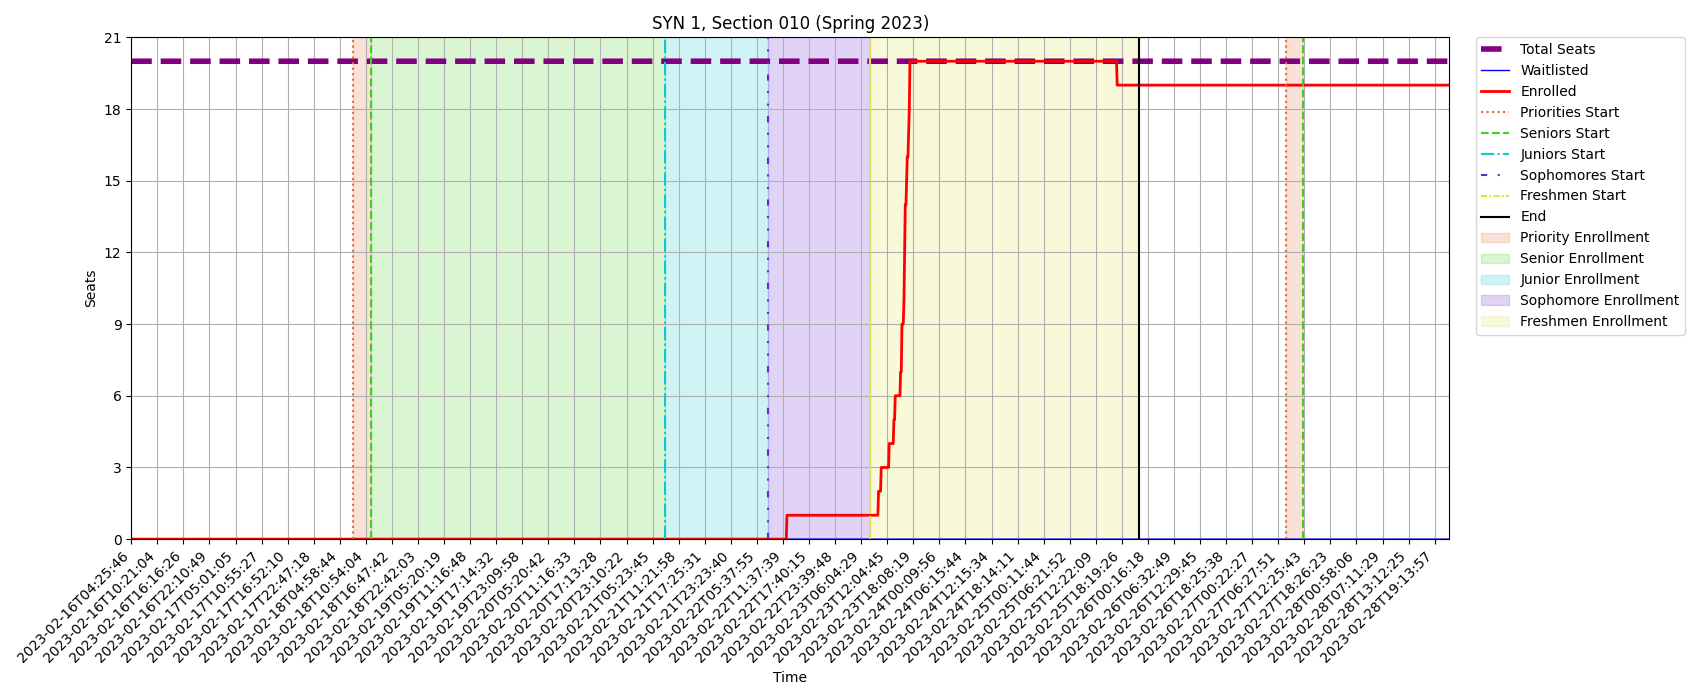 SYN 1, Section 010 (Spring 2023)
21
18
15
12
9
6
3
0
Seats
2023-02-16T04:25:46
2023-02-16T10:21:04
2023-02-16T16:16:26
2023-02-16T22:10:49
2023-02-17T05:01:05
2023-02-17T10:55:27
2023-02-17T16:52:10
2023-02-17T22:47:18
2023-02-18T04:58:44
2023-02-18T10:54:04
2023-02-18T16:47:42
2023-02-18T22:42:03
2023-02-19T05:20:19
2023-02-19T11:16:48
2023-02-19T17:14:32
2023-02-19T23:09:58
2023-02-20T05:20:42
2023-02-20T11:16:33
2023-02-20T17:13:28
2023-02-20T23:10:22
2023-02-21T05:23:45
2023-02-21T11:21:58
2023-02-21T17:25:31
2023-02-21T23:23:40
2023-02-22T05:37:55
2023-02-22T11:37:39
2023-02-22T17:40:15
2023-02-22T23:39:48
2023-02-23T06:04:29
2023-02-23T12:04:45
2023-02-23T18:08:19
2023-02-24T00:09:56
2023-02-24T06:15:44
2023-02-24T12:15:34
2023-02-24T18:14:11
2023-02-25T00:11:44
2023-02-25T06:21:52
2023-02-25T12:22:09
2023-02-25T18:19:26
2023-02-26T00:16:18
2023-02-26T06:32:49
2023-02-26T12:29:45
2023-02-26T18:25:38
2023-02-27T00:22:27
2023-02-27T06:27:51
2023-02-27T12:25:43
2023-02-27T18:26:23
2023-02-28T00:58:06
2023-02-28T07:11:29
2023-02-28T13:12:25
2023-02-28T19:13:57
Time
Total Seats
Waitlisted
Enrolled
Priorities Start
Seniors Start
Juniors Start
Sophomores Start
Freshmen Start
End
Priority Enrollment
Senior Enrollment
Junior Enrollment
Sophomore Enrollment
Freshmen Enrollment